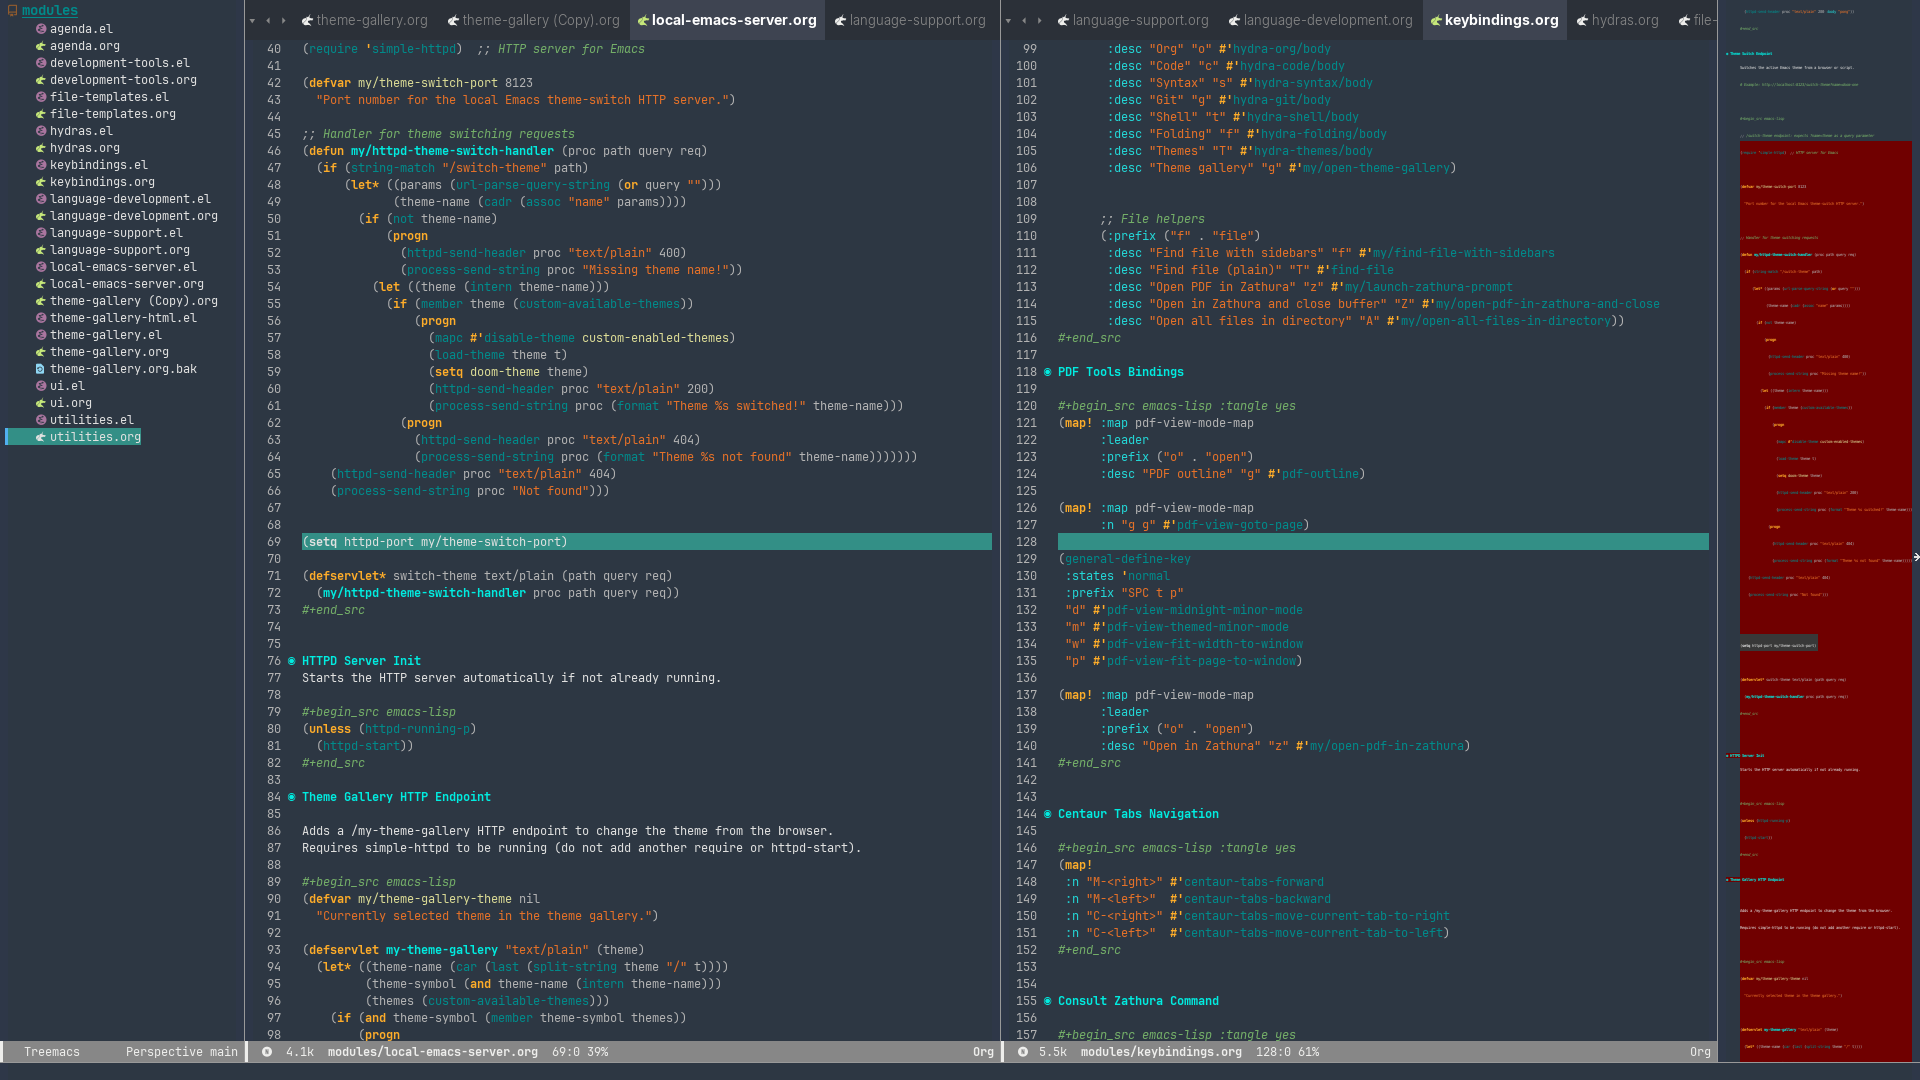 modules
agenda.el
agenda.org
development-tools.el
development-tools.org
file-templates.el
file-templates.org
hydras.el
hydras.org
keybindings.el
keybindings.org
language-development.el
language-development.org
language-support.el
language-support.org
local-emacs-server.el
local-emacs-server.org
theme-gallery (Copy).org
theme-gallery-html.el
theme-gallery.el
theme-gallery.org
theme-gallery.org.bak
ui.el
ui.org
utilities.el
utilities.org
Treemacs Perspective main
theme-gallery.org theme-gallery (Copy).org local-emacs-server.org language-support.org
40 (require 'simple-httpd)  ;; HTTP server for Emacs
41
42 (defvar my/theme-switch-port 8123
43   "Port number for the local Emacs theme-switch HTTP server.")
44
45 ;; Handler for theme switching requests
46 (defun my/httpd-theme-switch-handler (proc path query req)
47   (if (string-match "/switch-theme" path)
48       (let* ((params (url-parse-query-string (or query "")))
49              (theme-name (cadr (assoc "name" params))))
50         (if (not theme-name)
51             (progn
52               (httpd-send-header proc "text/plain" 400)
53               (process-send-string proc "Missing theme name!"))
54           (let ((theme (intern theme-name)))
55             (if (member theme (custom-available-themes))
56                 (progn
57                   (mapc #'disable-theme custom-enabled-themes)
58                   (load-theme theme t)
59                   (setq doom-theme theme)
60                   (httpd-send-header proc "text/plain" 200)
61                   (process-send-string proc (format "Theme %s switched!" theme-name)))
62               (progn
63                 (httpd-send-header proc "text/plain" 404)
64                 (process-send-string proc (format "Theme %s not found" theme-name)))))))
65     (httpd-send-header proc "text/plain" 404)
66     (process-send-string proc "Not found")))
67
68
69 (setq httpd-port my/theme-switch-port)
70
71 (defservlet* switch-theme text/plain (path query req)
72   (my/httpd-theme-switch-handler proc path query req))
73 #+end_src
74
75
76 ◉ HTTPD Server Init
77 Starts the HTTP server automatically if not already running.
78
79 #+begin_src emacs-lisp
80 (unless (httpd-running-p)
81   (httpd-start))
82 #+end_src
83
84 ◉ Theme Gallery HTTP Endpoint
85
86 Adds a /my-theme-gallery HTTP endpoint to change the theme from the browser.
87 Requires simple-httpd to be running (do not add another require or httpd-start).
88
89 #+begin_src emacs-lisp
90 (defvar my/theme-gallery-theme nil
91   "Currently selected theme in the theme gallery.")
92
93 (defservlet my-theme-gallery "text/plain" (theme)
94   (let* ((theme-name (car (last (split-string theme "/" t))))
95          (theme-symbol (and theme-name (intern theme-name)))
96          (themes (custom-available-themes)))
97     (if (and theme-symbol (member theme-symbol themes))
98         (progn
4.1k modules/local-emacs-server.org 69:0 39% Org
language-support.org language-development.org keybindings.org hydras.org file-
99        :desc "Org" "o" #'hydra-org/body
100       :desc "Code" "c" #'hydra-code/body
101       :desc "Syntax" "s" #'hydra-syntax/body
102       :desc "Git" "g" #'hydra-git/body
103       :desc "Shell" "t" #'hydra-shell/body
104       :desc "Folding" "f" #'hydra-folding/body
105       :desc "Themes" "T" #'hydra-themes/body
106       :desc "Theme gallery" "g" #'my/open-theme-gallery)
107
108
109      ;; File helpers
110      (:prefix ("f" . "file")
111       :desc "Find file with sidebars" "f" #'my/find-file-with-sidebars
112       :desc "Find file (plain)" "T" #'find-file
113       :desc "Open PDF in Zathura" "z" #'my/launch-zathura-prompt
114       :desc "Open in Zathura and close buffer" "Z" #'my/open-pdf-in-zathura-and-close
115       :desc "Open all files in directory" "A" #'my/open-all-files-in-directory))
116 #+end_src
117
118 ◉ PDF Tools Bindings
119
120 #+begin_src emacs-lisp :tangle yes
121 (map! :map pdf-view-mode-map
122       :leader
123       :prefix ("o" . "open")
124       :desc "PDF outline" "g" #'pdf-outline)
125
126 (map! :map pdf-view-mode-map
127       :n "g g" #'pdf-view-goto-page)
128
129 (general-define-key
130  :states 'normal
131  :prefix "SPC t p"
132  "d" #'pdf-view-midnight-minor-mode
133  "m" #'pdf-view-themed-minor-mode
134  "w" #'pdf-view-fit-width-to-window
135  "p" #'pdf-view-fit-page-to-window)
136
137 (map! :map pdf-view-mode-map
138       :leader
139       :prefix ("o" . "open")
140       :desc "Open in Zathura" "z" #'my/open-pdf-in-zathura)
141 #+end_src
142
143
144 ◉ Centaur Tabs Navigation
145
146 #+begin_src emacs-lisp :tangle yes
147 (map!
148  :n "M-<right>" #'centaur-tabs-forward
149  :n "M-<left>"  #'centaur-tabs-backward
150  :n "C-<right>" #'centaur-tabs-move-current-tab-to-right
151  :n "C-<left>"  #'centaur-tabs-move-current-tab-to-left)
152 #+end_src
153
154
155 ◉ Consult Zathura Command
156
157 #+begin_src emacs-lisp :tangle yes
5.5k modules/keybindings.org 128:0 61% Org